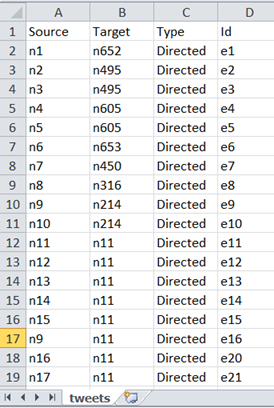 A B C D
1 Source Target Type Id
2 n1 n652 Directed e1
3 n2 n495 Directed e2
4 n3 n495 Directed e3
5 n4 n605 Directed e4
6 n5 n605 Directed e5
7 n6 n653 Directed e6
8 n7 n450 Directed e7
9 n8 n316 Directed e8
10 n9 n214 Directed e9
11 n10 n214 Directed e10
12 n11 n11 Directed e11
13 n12 n11 Directed e12
14 n13 n11 Directed e13
15 n14 n11 Directed e14
16 n15 n11 Directed e15
17 n9 n11 Directed e16
18 n16 n11 Directed e20
19 n17 n11 Directed e21
tweets